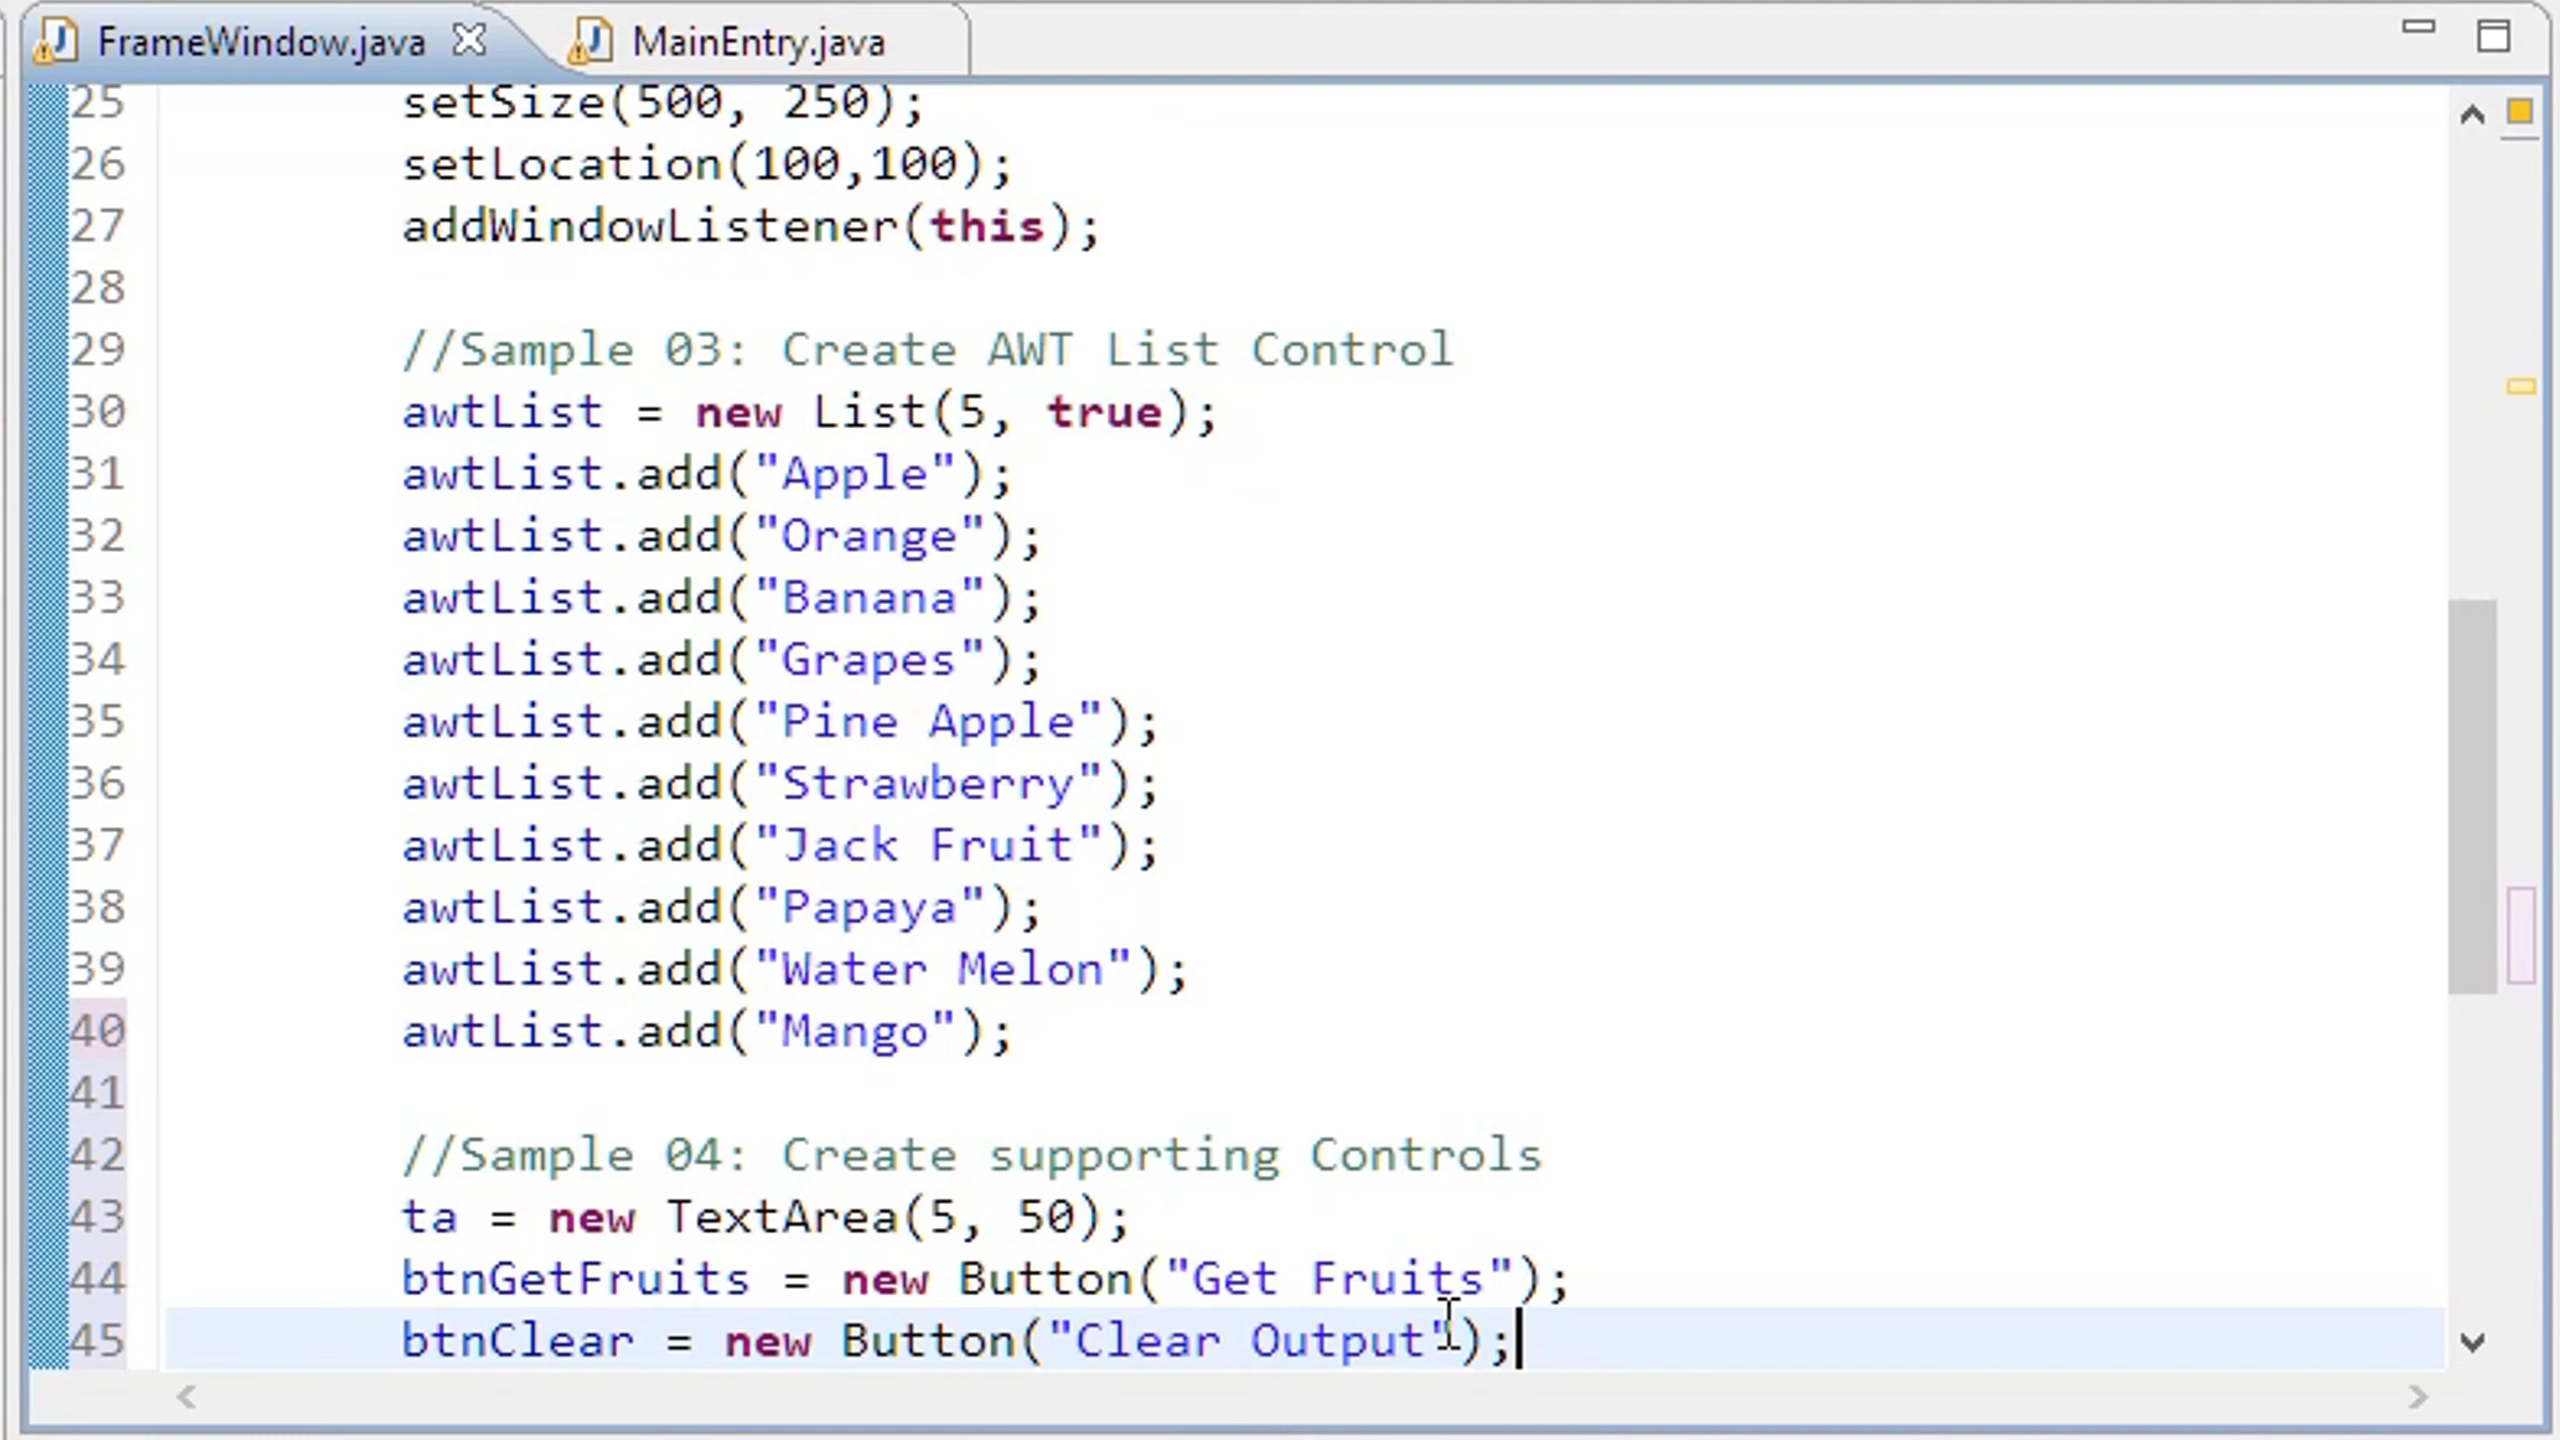 FrameWindow.java MainEntry.java
25 setSize(500, 250);
26 setLocation(100,100);
27 addWindowListener(this);
28
29 //Sample 03: Create AWT List Control
30 awtList = new List(5, true);
31 awtList.add("Apple");
32 awtList.add("Orange");
33 awtList.add("Banana");
34 awtList.add("Grapes");
35 awtList.add("Pine Apple");
36 awtList.add("Strawberry");
37 awtList.add("Jack Fruit");
38 awtList.add("Papaya");
39 awtList.add("Water Melon");
40 awtList.add("Mango");
41
42 //Sample 04: Create supporting Controls
43 ta = new TextArea(5, 50);
44 btnGetFruits = new Button("Get Fruits");
45 btnClear = new Button("Clear Output");